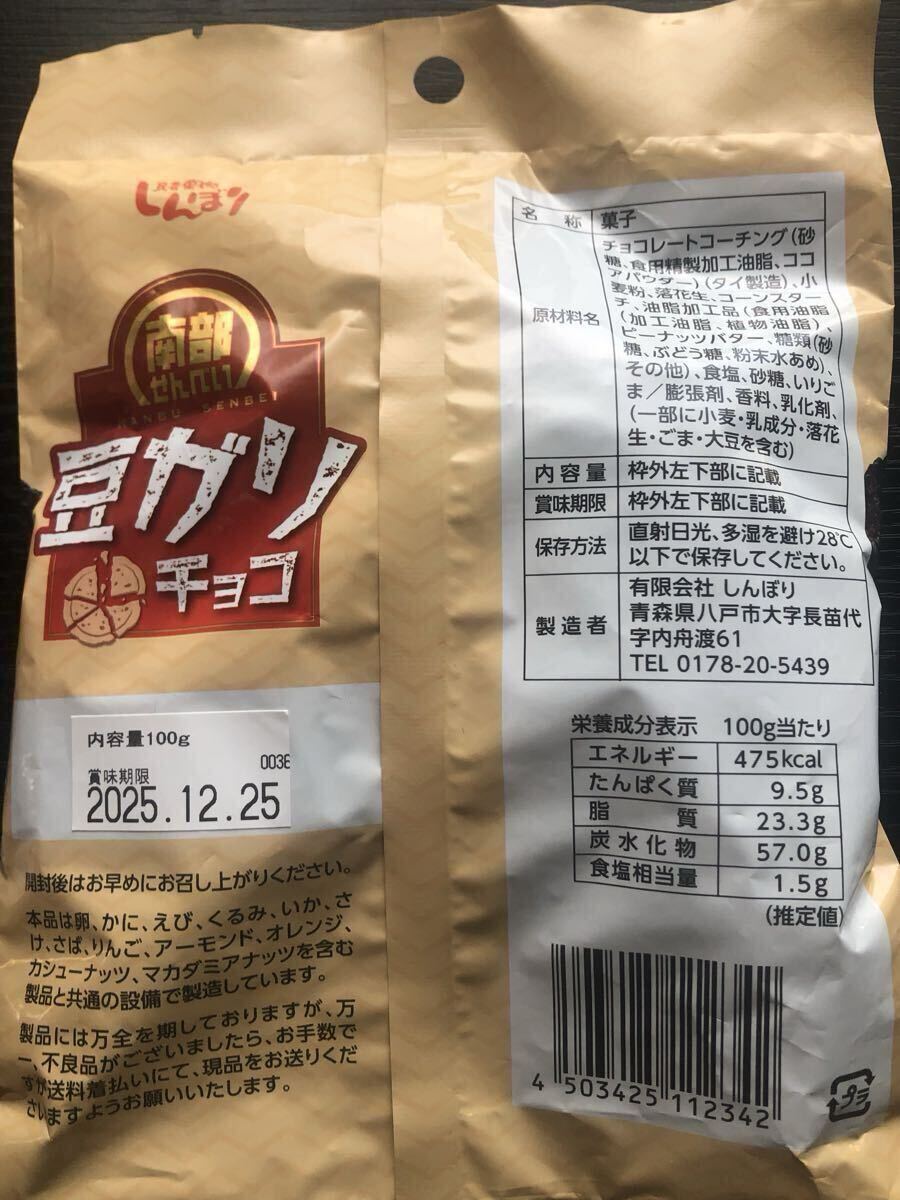 しんぼり
南部
せんべい
NANBU SENBEI
豆ガリ
チョコ
内容量100g
0036
賞味期限
2025.12.25
開封後はお早めにお召し上がりください。
本品は卵、かに、えび、くるみ、いか、さ
け、さば、りんご、アーモンド、オレンジ、
カシューナッツ、マカダミアナッツを含む
製品と共通の設備で製造しています。
製品には万全を期しておりますが、万
一、不良品がございましたら、お手数で
すが送料着払いにて、現品をお送りくだ
さいますようお願いいたします。
名 称 菓子
原材料名
チョコレートコーチング(砂
糖、食用精製加工油脂、ココ
アパウダー)(タイ製造)、小
麦粉、落花生、コーンスター
チ、油脂加工品(食用油脂
(加工油脂、植物油脂)、
ピーナッツバター、糖類(砂
糖、ぶどう糖、粉末水あめ)、
その他)、食塩、砂糖、いりご
ま/膨張剤、香料、乳化剤、
(一部に小麦・乳成分・落花
生・ごま・大豆を含む)
内容量 枠外左下部に記載
賞味期限 枠外左下部に記載
保存方法 直射日光、多湿を避け28℃
以下で保存してください。
製造者 有限会社 しんぼり
青森県八戸市大字長苗代
字内舟渡61
TEL 0178-20-5439
栄養成分表示 100g当たり
エネルギー 475kcal
たんぱく質 9.5g
脂 質 23.3g
炭水化物 57.0g
食塩相当量 1.5g
(推定値)
4 503425 112342
プラ